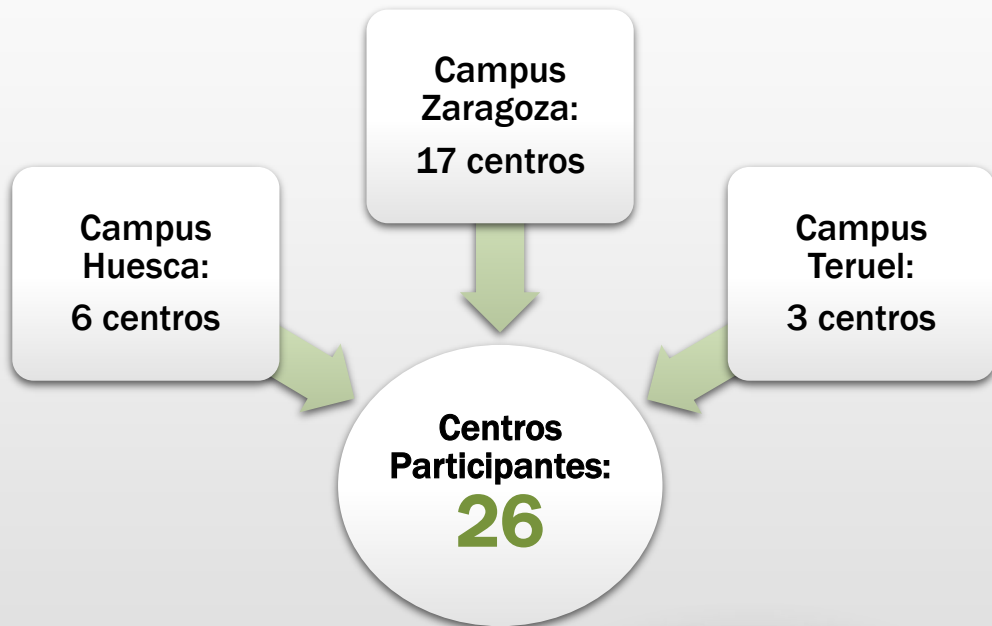 Campus
Zaragoza:
17 centros
Campus
Huesca:
6 centros
Campus
Teruel:
3 centros
Centros
Participantes:
26